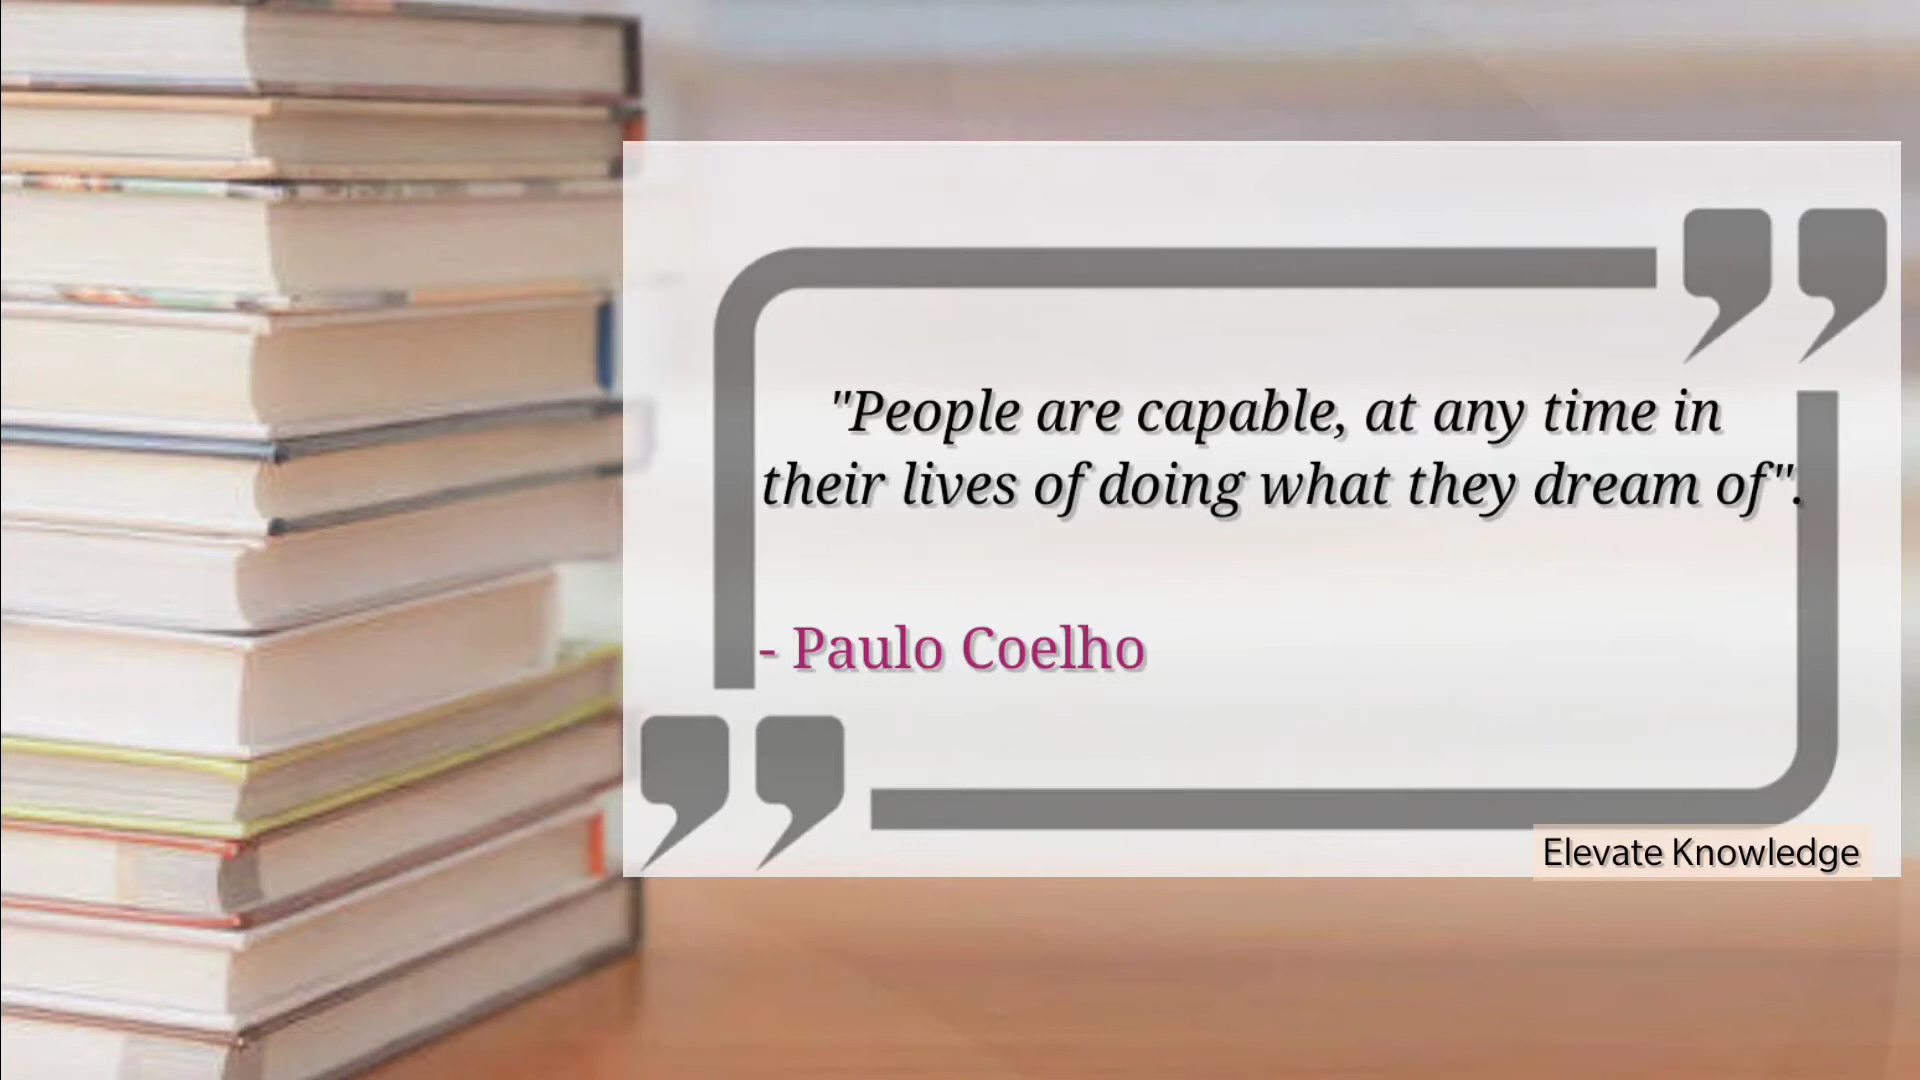 "People are capable, at any time in
their lives of doing what they dream of".
- Paulo Coelho
Elevate Knowledge